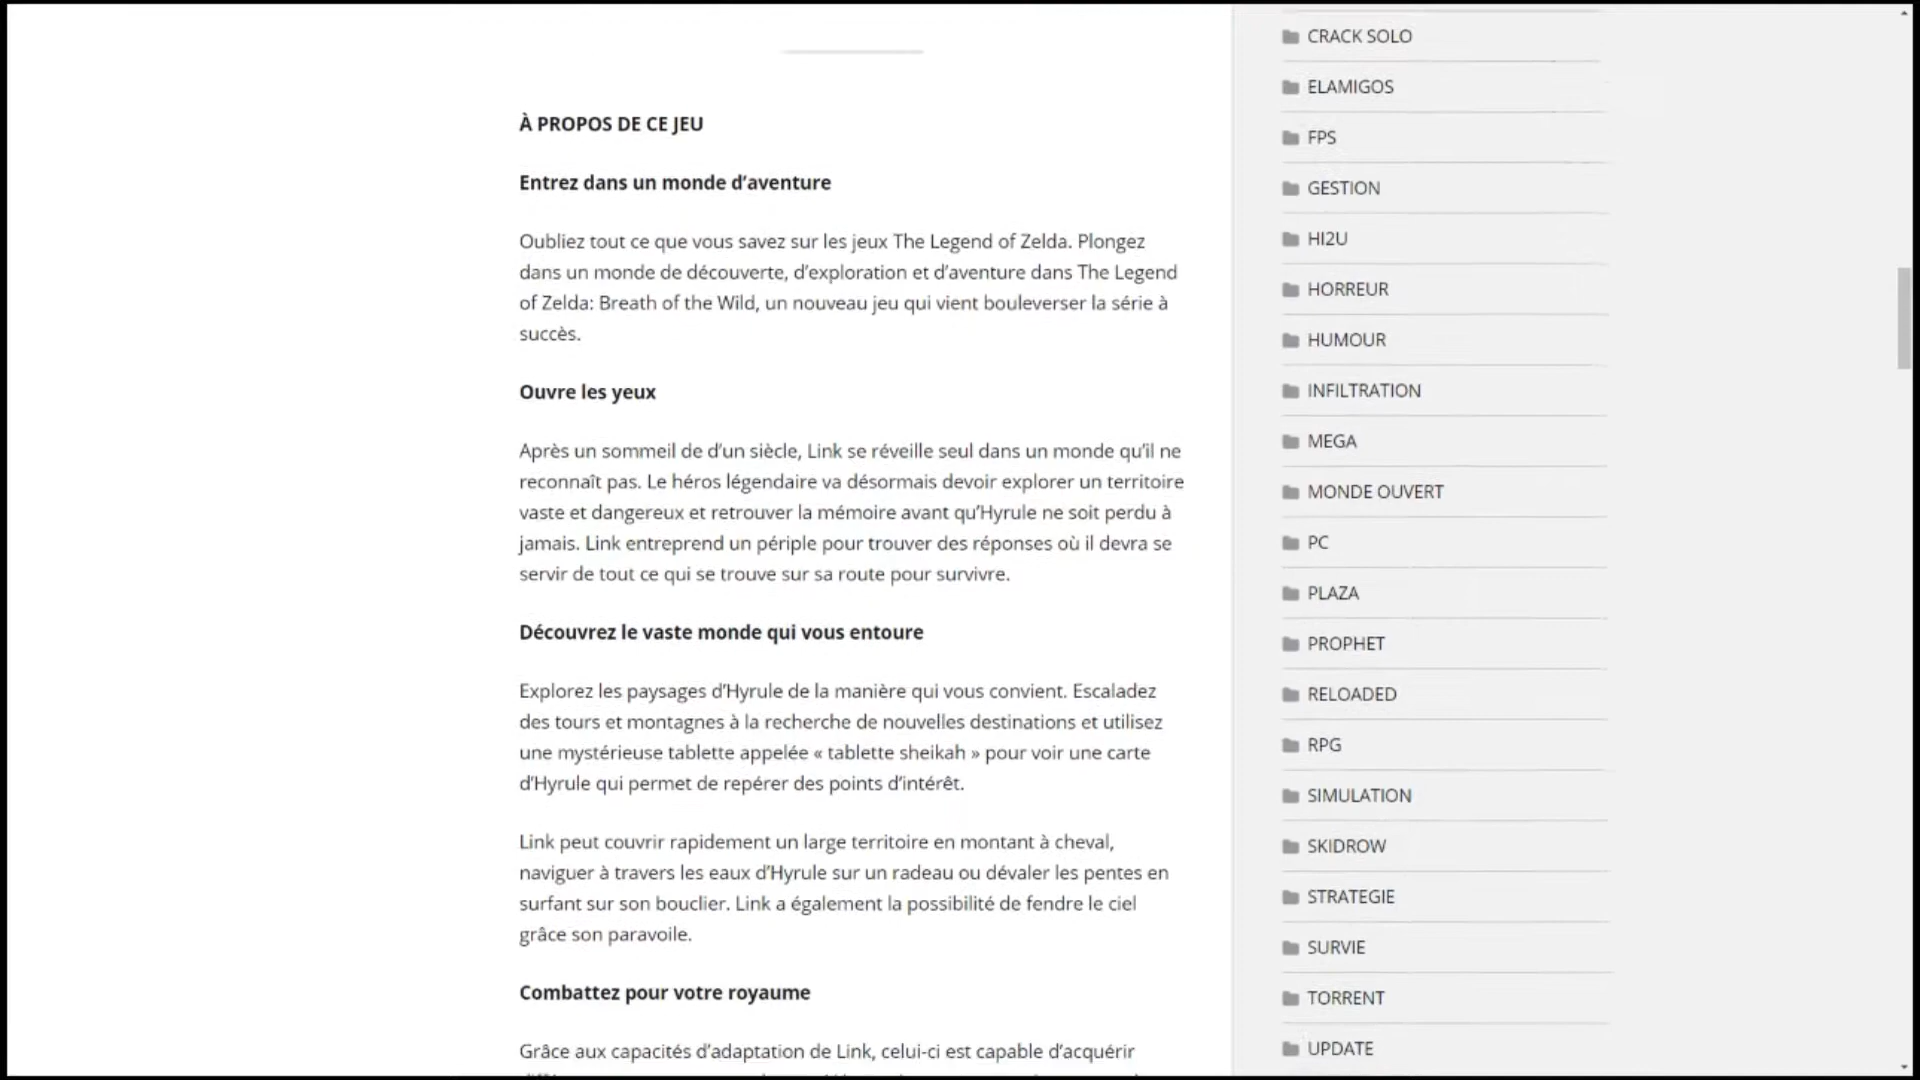 À PROPOS DE CE JEU
Entrez dans un monde d’aventure
Oubliez tout ce que vous savez sur les jeux The Legend of Zelda. Plongez
dans un monde de découverte, d’exploration et d’aventure dans The Legend
of Zelda: Breath of the Wild, un nouveau jeu qui vient bouleverser la série à
succès.
Ouvre les yeux
Après un sommeil de d’un siècle, Link se réveille seul dans un monde qu’il ne
reconnaît pas. Le héros légendaire va désormais devoir explorer un territoire
vaste et dangereux et retrouver la mémoire avant qu’Hyrule ne soit perdu à
jamais. Link entreprend un périple pour trouver des réponses où il devra se
servir de tout ce qui se trouve sur sa route pour survivre.
Découvrez le vaste monde qui vous entoure
Explorez les paysages d’Hyrule de la manière qui vous convient. Escaladez
des tours et montagnes à la recherche de nouvelles destinations et utilisez
une mystérieuse tablette appelée « tablette sheikah » pour voir une carte
d’Hyrule qui permet de repérer des points d’intérêt.
Link peut couvrir rapidement un large territoire en montant à cheval,
naviguer à travers les eaux d’Hyrule sur un radeau ou dévaler les pentes en
surfant sur son bouclier. Link a également la possibilité de fendre le ciel
grâce son paravoile.
Combattez pour votre royaume
Grâce aux capacités d’adaptation de Link, celui-ci est capable d’acquérir
CRACK SOLO
ELAMIGOS
FPS
GESTION
HI2U
HORREUR
HUMOUR
INFILTRATION
MEGA
MONDE OUVERT
PC
PLAZA
PROPHET
RELOADED
RPG
SIMULATION
SKIDROW
STRATEGIE
SURVIE
TORRENT
UPDATE